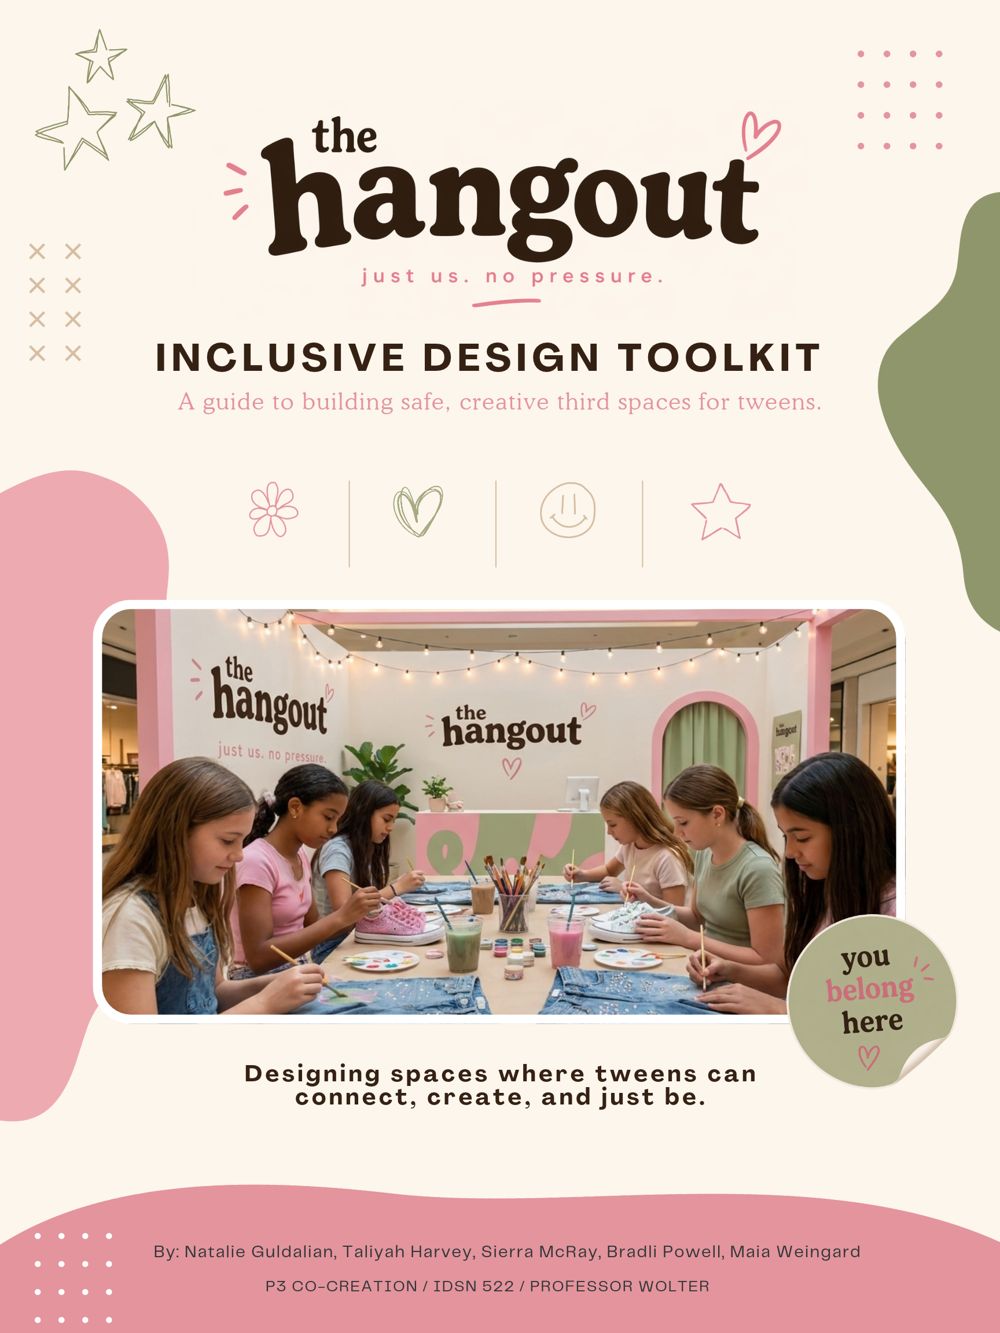 the
hangout
just us. no pressure.
INCLUSIVE DESIGN TOOLKIT
A guide to building safe, creative third spaces for tweens.
the
hangout
just us. no pressure.
the
hangout
the
hangout
you
belong
here
Designing spaces where tweens can
connect, create, and just be.
By: Natalie Guldalian, Taliyah Harvey, Sierra McRay, Bradli Powell, Maia Weingard
P3 CO-CREATION / IDSN 522 / PROFESSOR WOLTER